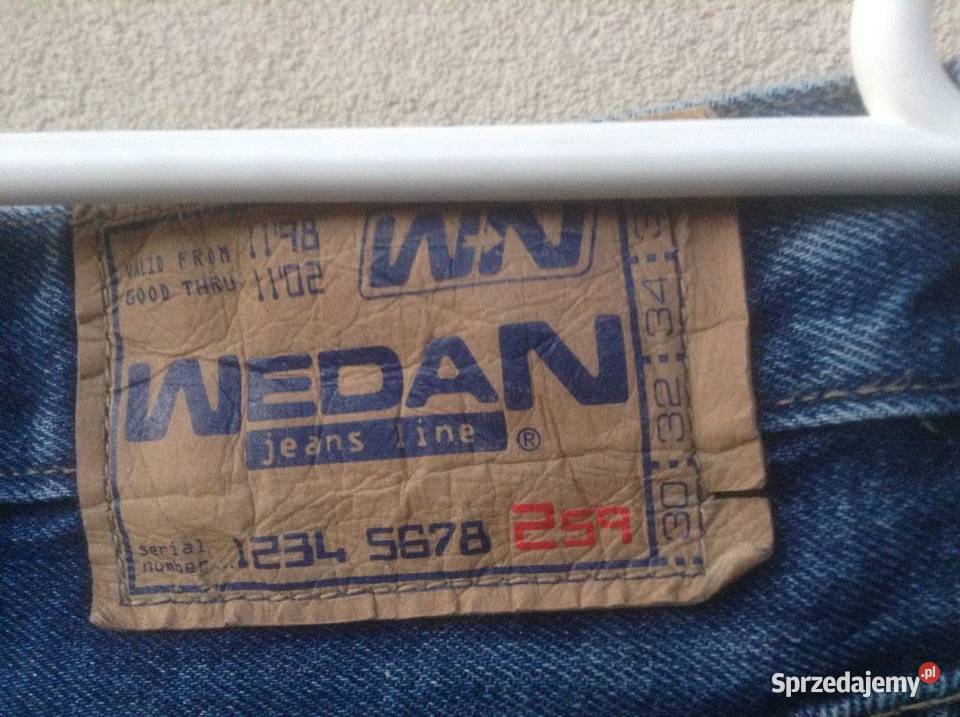 VALID FROM 11'98
GOOD THRU 11'02
WN
WEDAN
jeans line ®
serial
number... 1234 5678 259
30 32 34
Sprzedajemy.pl